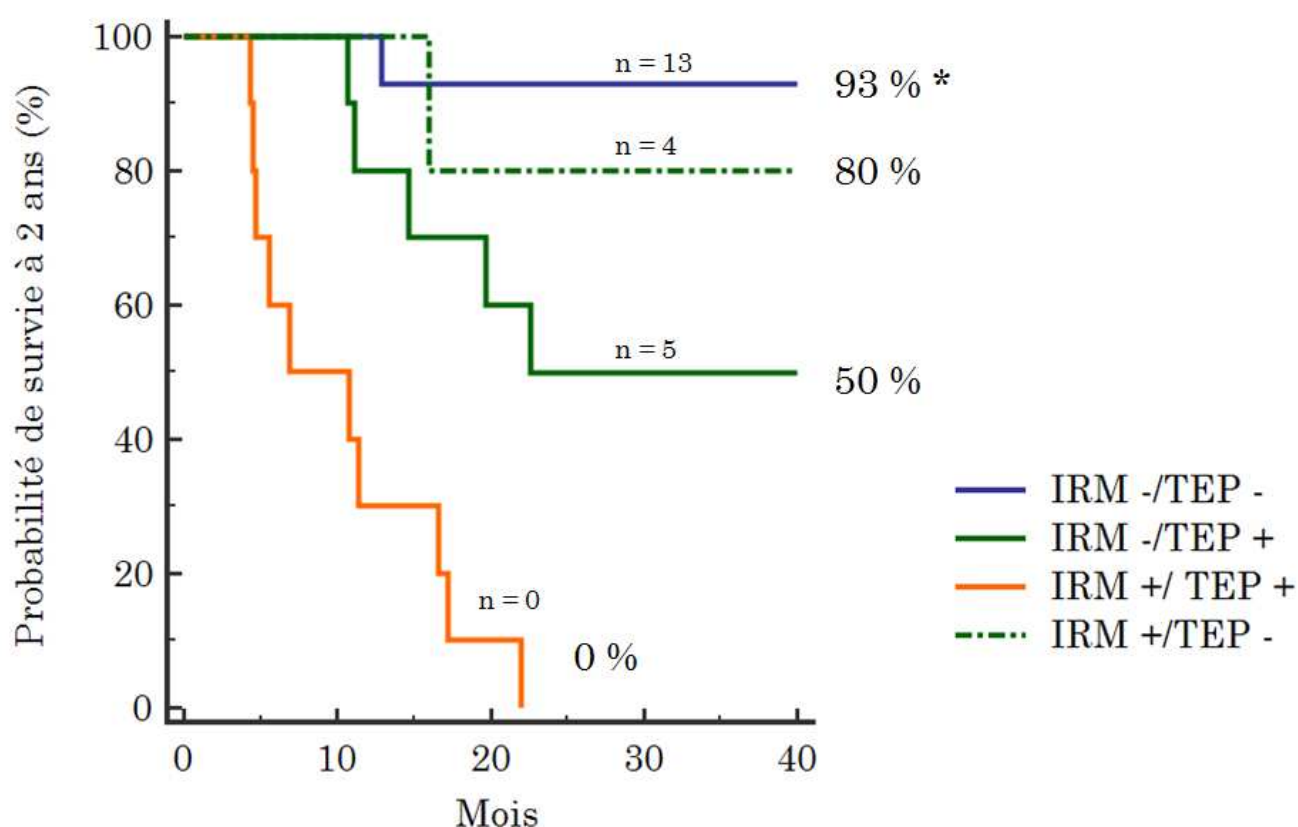 Probabilité de survie à 2 ans (%)
100
80
60
40
20
0
n = 13
93 % *
n = 4
80 %
n = 5
50 %
n = 0
0 %
IRM -/TEP -
IRM -/TEP +
IRM +/ TEP +
IRM +/TEP -
0
10
20
30
40
Mois